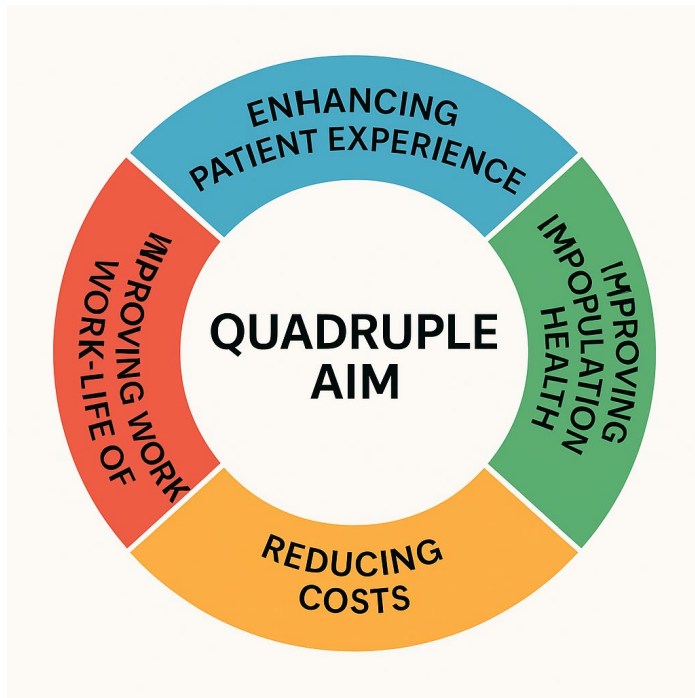 ENHANCING
PATIENT EXPERIENCE
IMPROVING
IMPOPULATION
HEALTH
REDUCING
COSTS
IMPROVING WORK
WORK-LIFE OF
QUADRUPLE
AIM